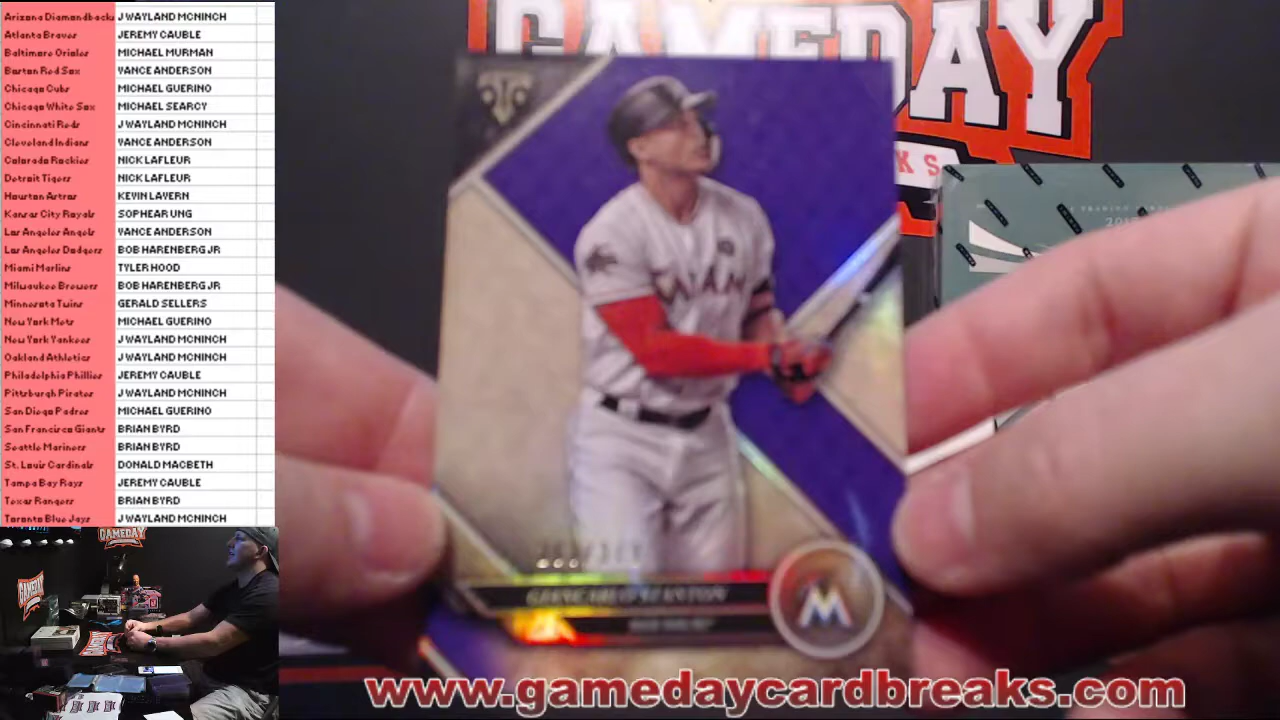 Arizona Diamondbacks J WAYLAND MCNINCH
Atlanta Braves JEREMY CAUBLE
Baltimore Orioles MICHAEL MURMAN
Boston Red Sox VANCE ANDERSON
Chicago Cubs MICHAEL GUERINO
Chicago White Sox MICHAEL SEARCY
Cincinnati Reds J WAYLAND MCNINCH
Cleveland Indians VANCE ANDERSON
Colorado Rockies NICK LAFLEUR
Detroit Tigers NICK LAFLEUR
Houston Astros KEVIN LAVERN
Kansas City Royals SOPHEAR UNG
Los Angeles Angels VANCE ANDERSON
Los Angeles Dodgers BOB HARENBERG JR
Miami Marlins TYLER HOOD
Milwaukee Brewers BOB HARENBERG JR
Minnesota Twins GERALD SELLERS
New York Mets MICHAEL GUERINO
New York Yankees J WAYLAND MCNINCH
Oakland Athletics J WAYLAND MCNINCH
Philadelphia Phillies JEREMY CAUBLE
Pittsburgh Pirates J WAYLAND MCNINCH
San Diego Padres MICHAEL GUERINO
San Francisco Giants BRIAN BYRD
Seattle Mariners BRIAN BYRD
St. Louis Cardinals DONALD MACBETH
Tampa Bay Rays JEREMY CAUBLE
Texas Rangers BRIAN BYRD
Toronto Blue Jays J WAYLAND MCNINCH
GAMEDAY
GAMEDAY
KS
MIAMI
GIANCARLO STANTON
M
www.gamedaycardbreaks.com